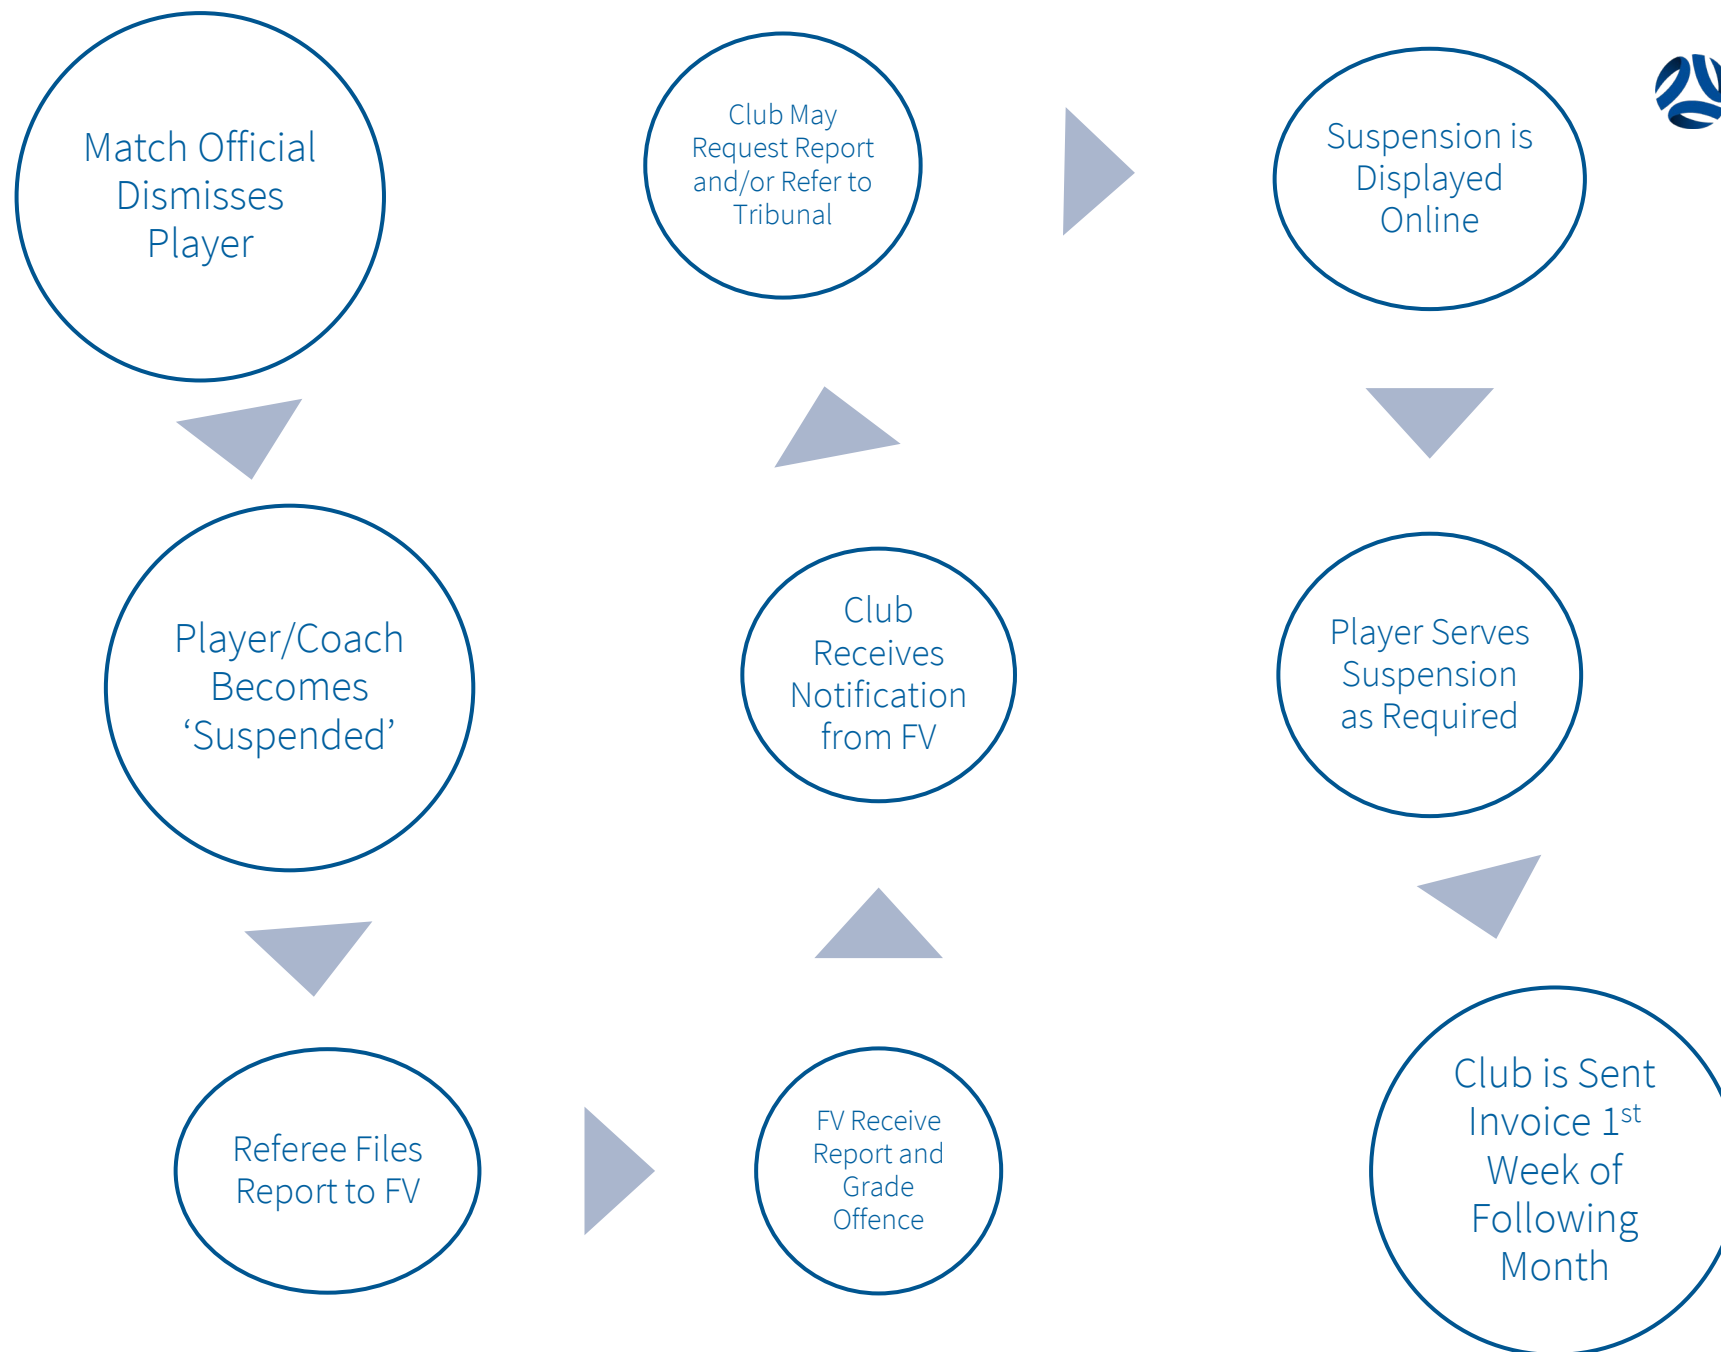 Match Official
Dismisses
Player
Player/Coach
Becomes
‘Suspended’
Referee Files
Report to FV
FV Receive
Report and
Grade
Offence
Club
Receives
Notification
from FV
Club May
Request Report
and/or Refer to
Tribunal
Suspension is
Displayed
Online
Player Serves
Suspension
as Required
Club is Sent
Invoice 1st
Week of
Following
Month